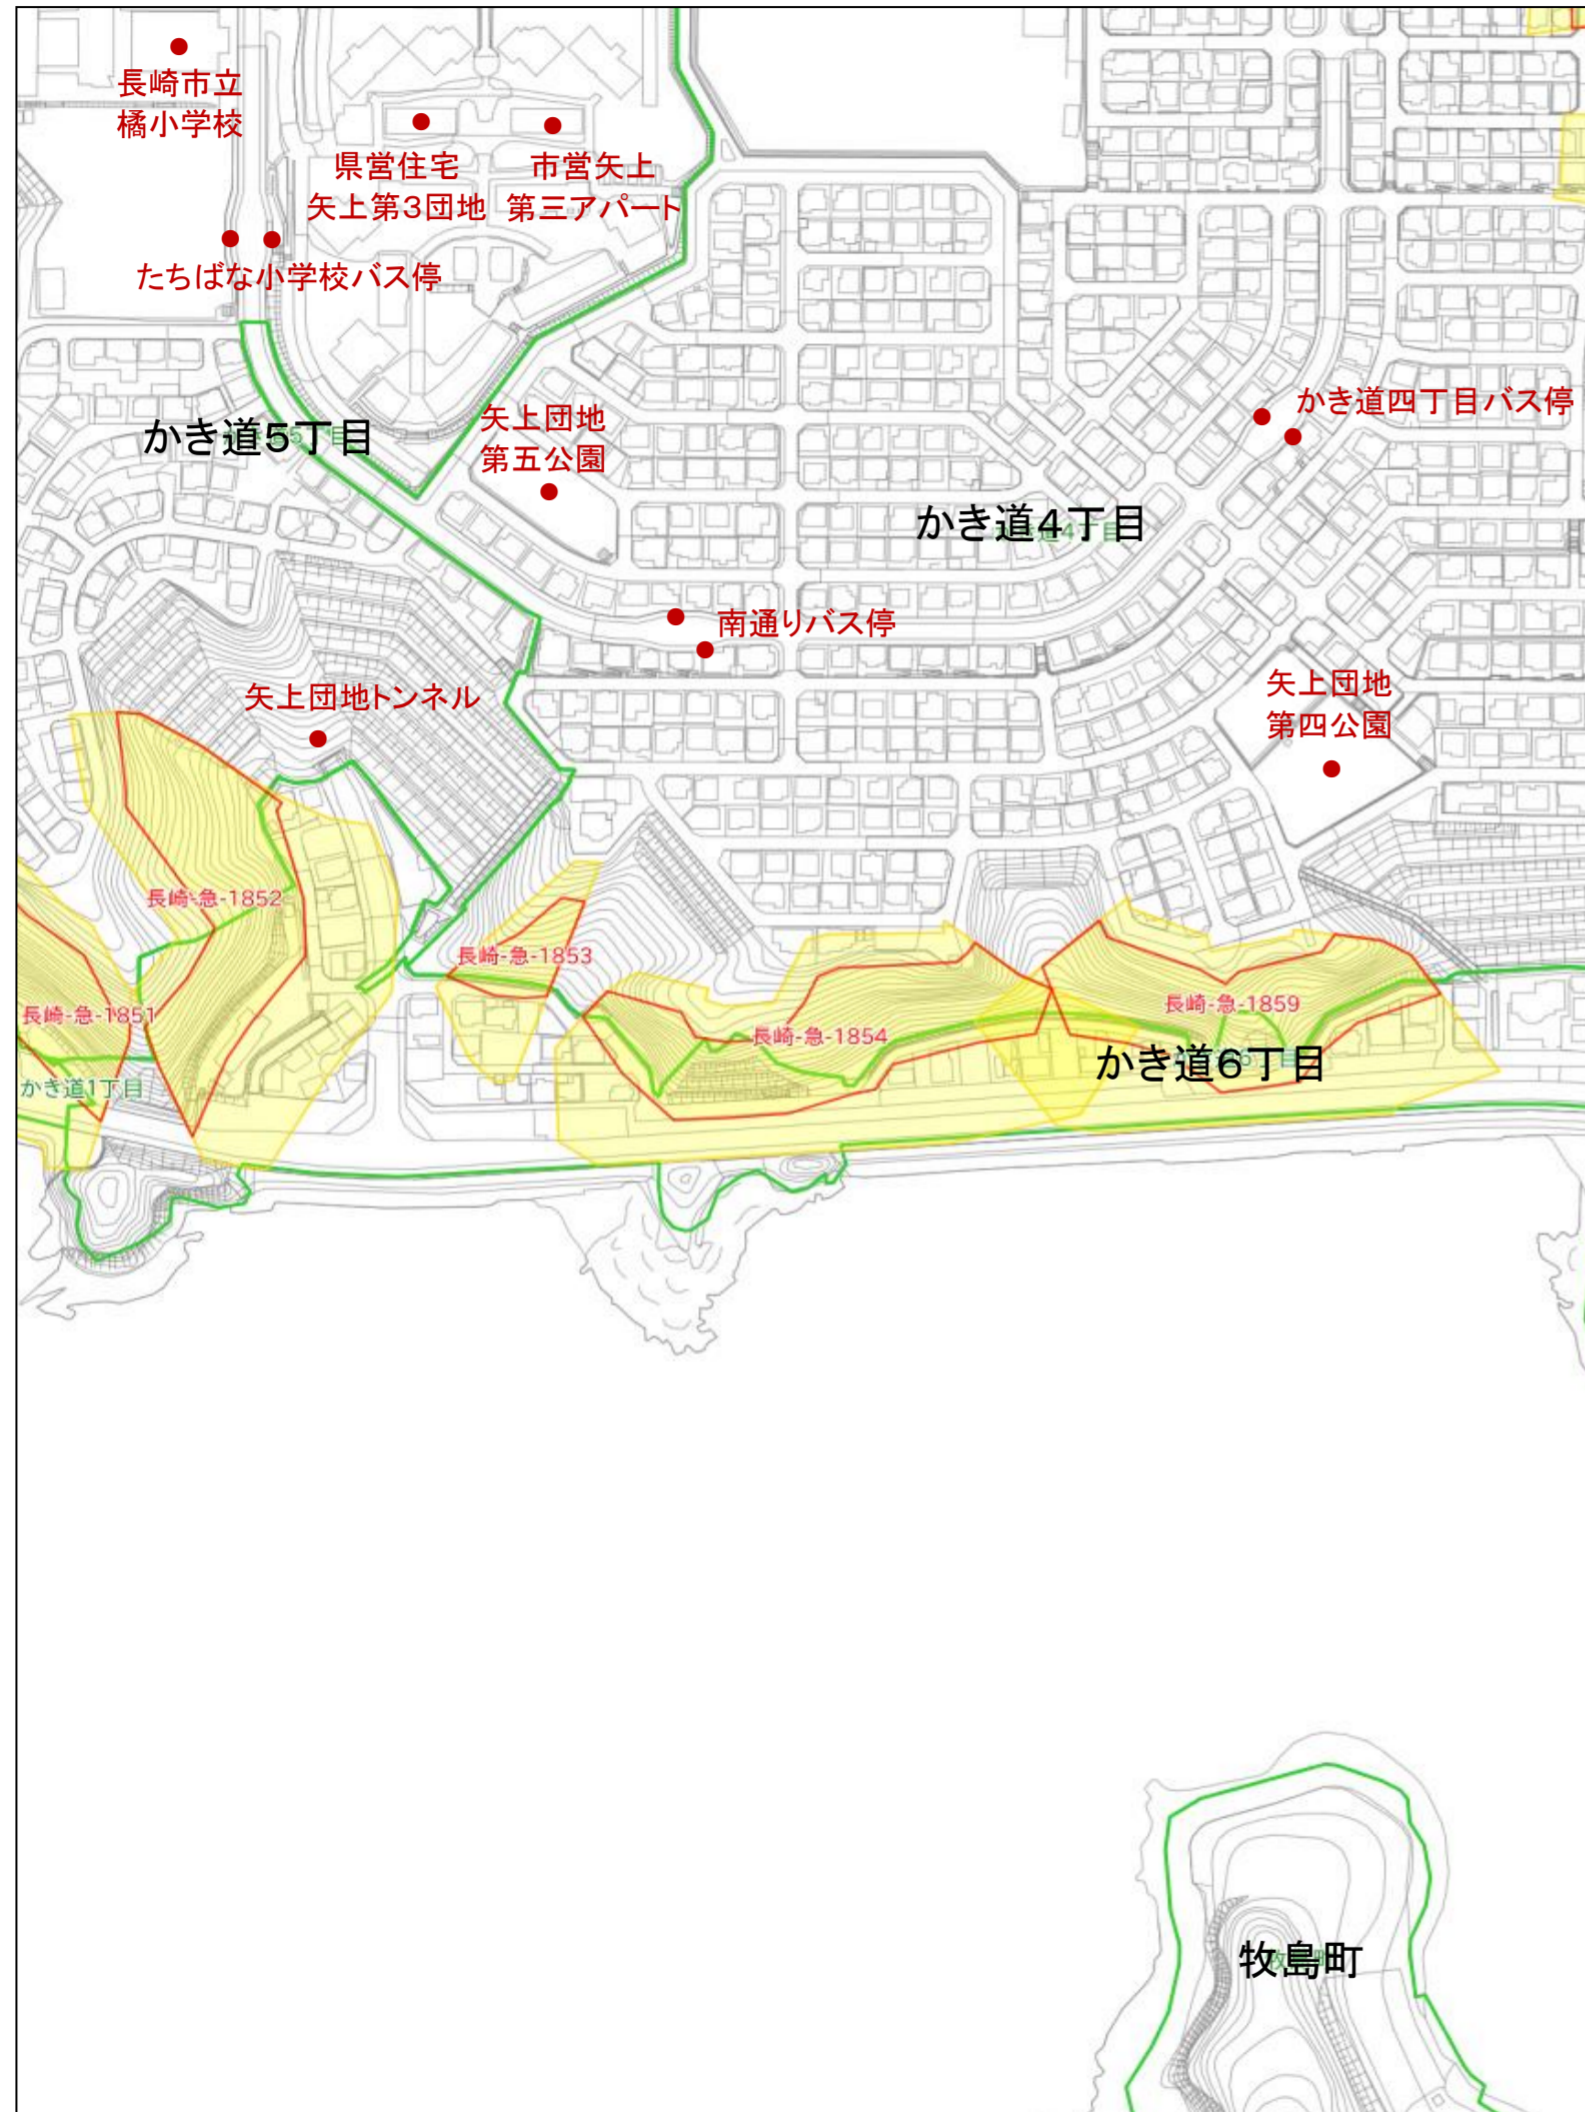 長崎市立
橘小学校
県営住宅
矢上第3団地
市営矢上
第三アパート
たちばな小学校バス停
かき道5丁目
矢上団地
第五公園
かき道四丁目バス停
かき道4丁目
南通りバス停
矢上団地
第四公園
矢上団地トンネル
長崎-急-1852
長崎-急-1853
長崎-急-1851
長崎-急-1854
長崎-急-1859
かき道6丁目
かき道1丁目
牧島町